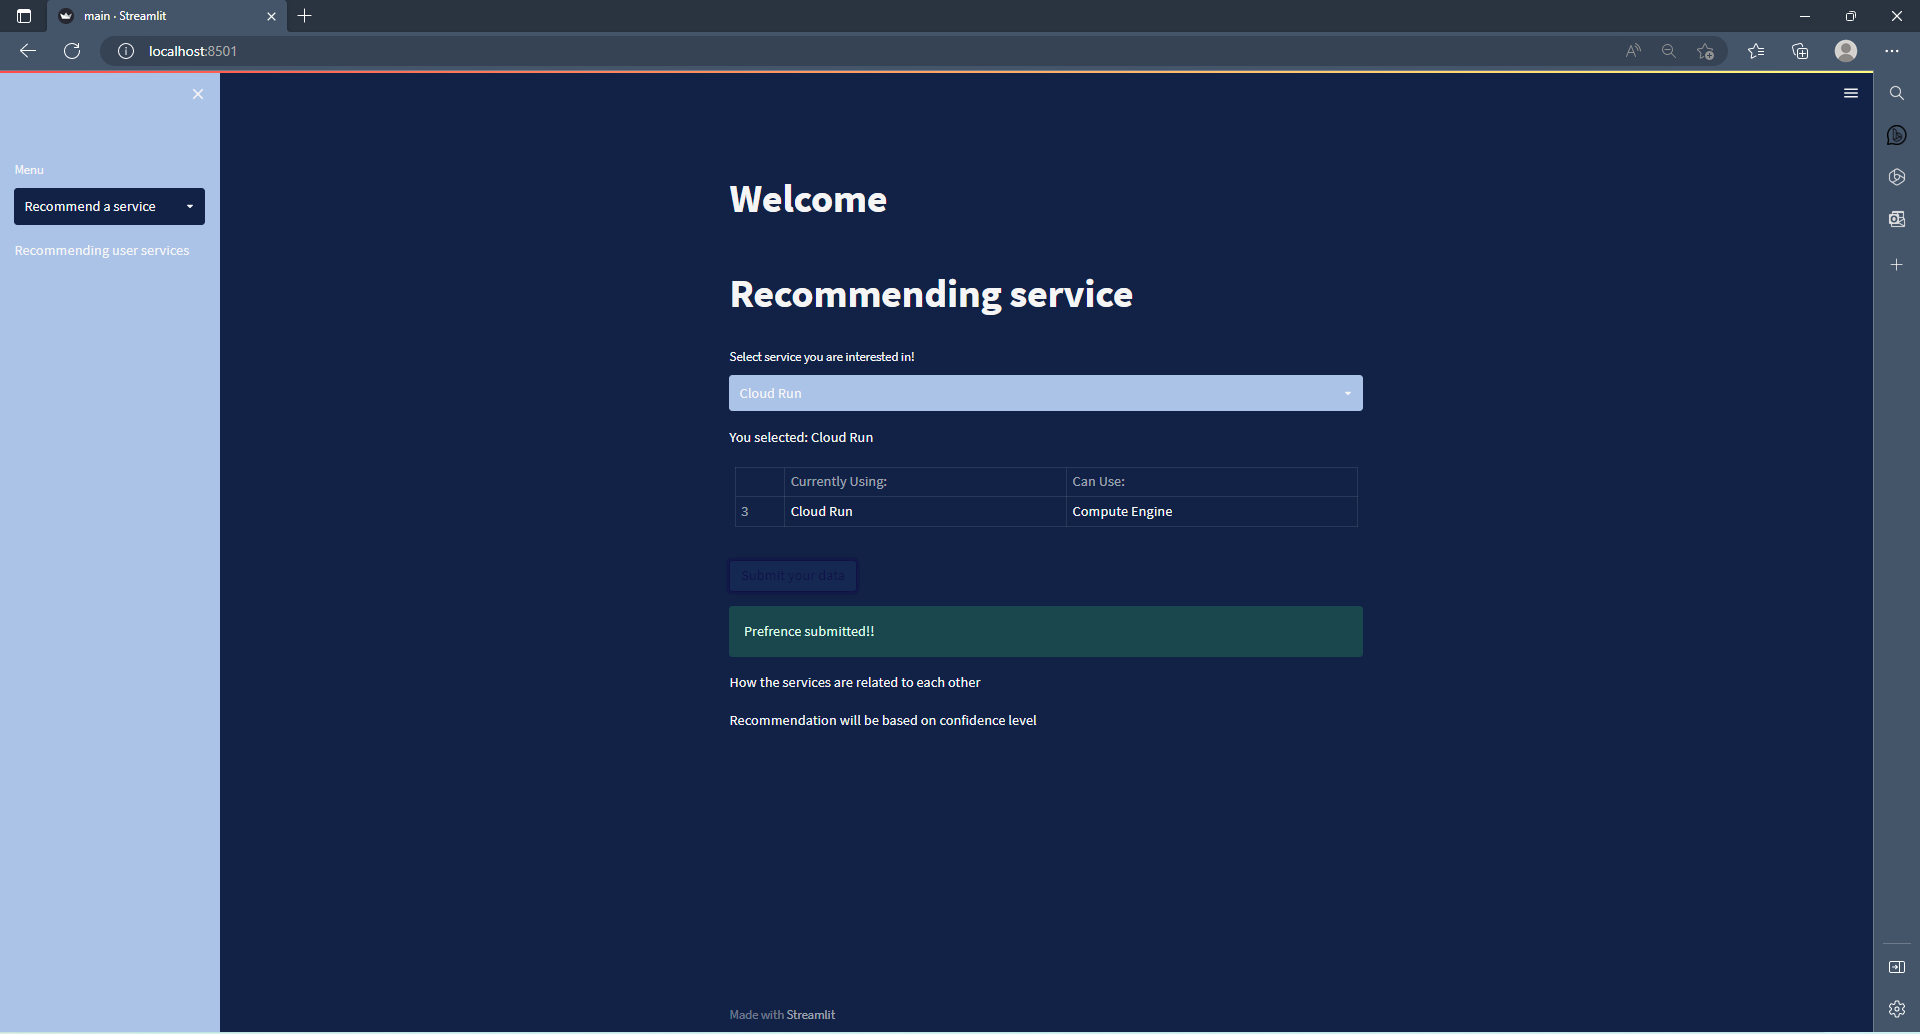 main · Streamlit
localhost:8501
Menu
Recommend a service
Recommending user services
Welcome
Recommending service
Select service you are interested in!
Cloud Run
You selected: Cloud Run
Currently Using: Can Use:
3 Cloud Run Compute Engine
Submit your data
Prefrence submitted!!
How the services are related to each other
Recommendation will be based on confidence level
Made with Streamlit